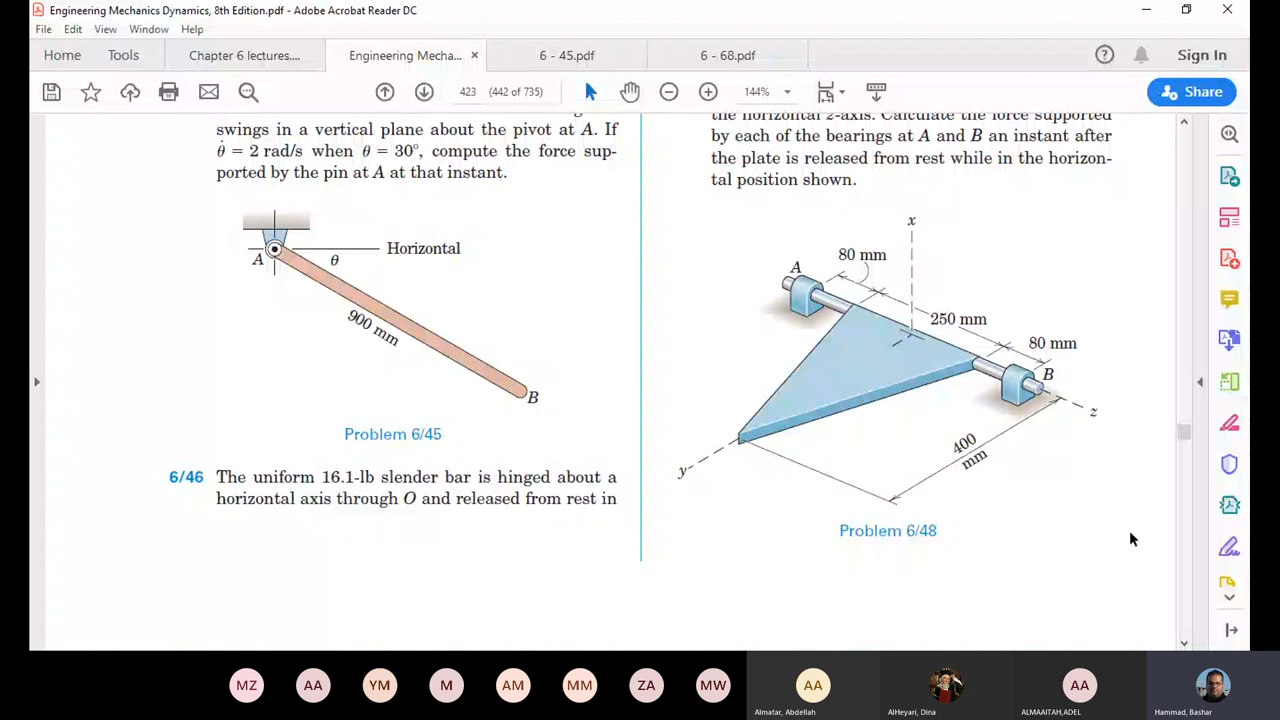 Engineering Mechanics Dynamics, 8th Edition.pdf - Adobe Acrobat Reader DC
File Edit View Window Help
Home Tools Chapter 6 lectures.... Engineering Mecha... × 6 - 45.pdf 6 - 68.pdf Sign In
423 (442 of 735) 144% Share
swings in a vertical plane about the pivot at A. If
θ̇ = 2 rad/s when θ = 30°, compute the force sup-
ported by the pin at A at that instant.
Horizontal
A
θ
900 mm
B
Problem 6/45
6/46 The uniform 16.1-lb slender bar is hinged about a
horizontal axis through O and released from rest in
the horizontal z-axis. Calculate the force supported
by each of the bearings at A and B an instant after
the plate is released from rest while in the horizon-
tal position shown.
x
80 mm
A
250 mm
80 mm
B
z
400
mm
y
Problem 6/48
MZ AA YM M AM MM ZA MW AA AA
Almatar, Abdellah AlHeyari, Dina ALMAAITAH,ADEL Hammad, Bashar